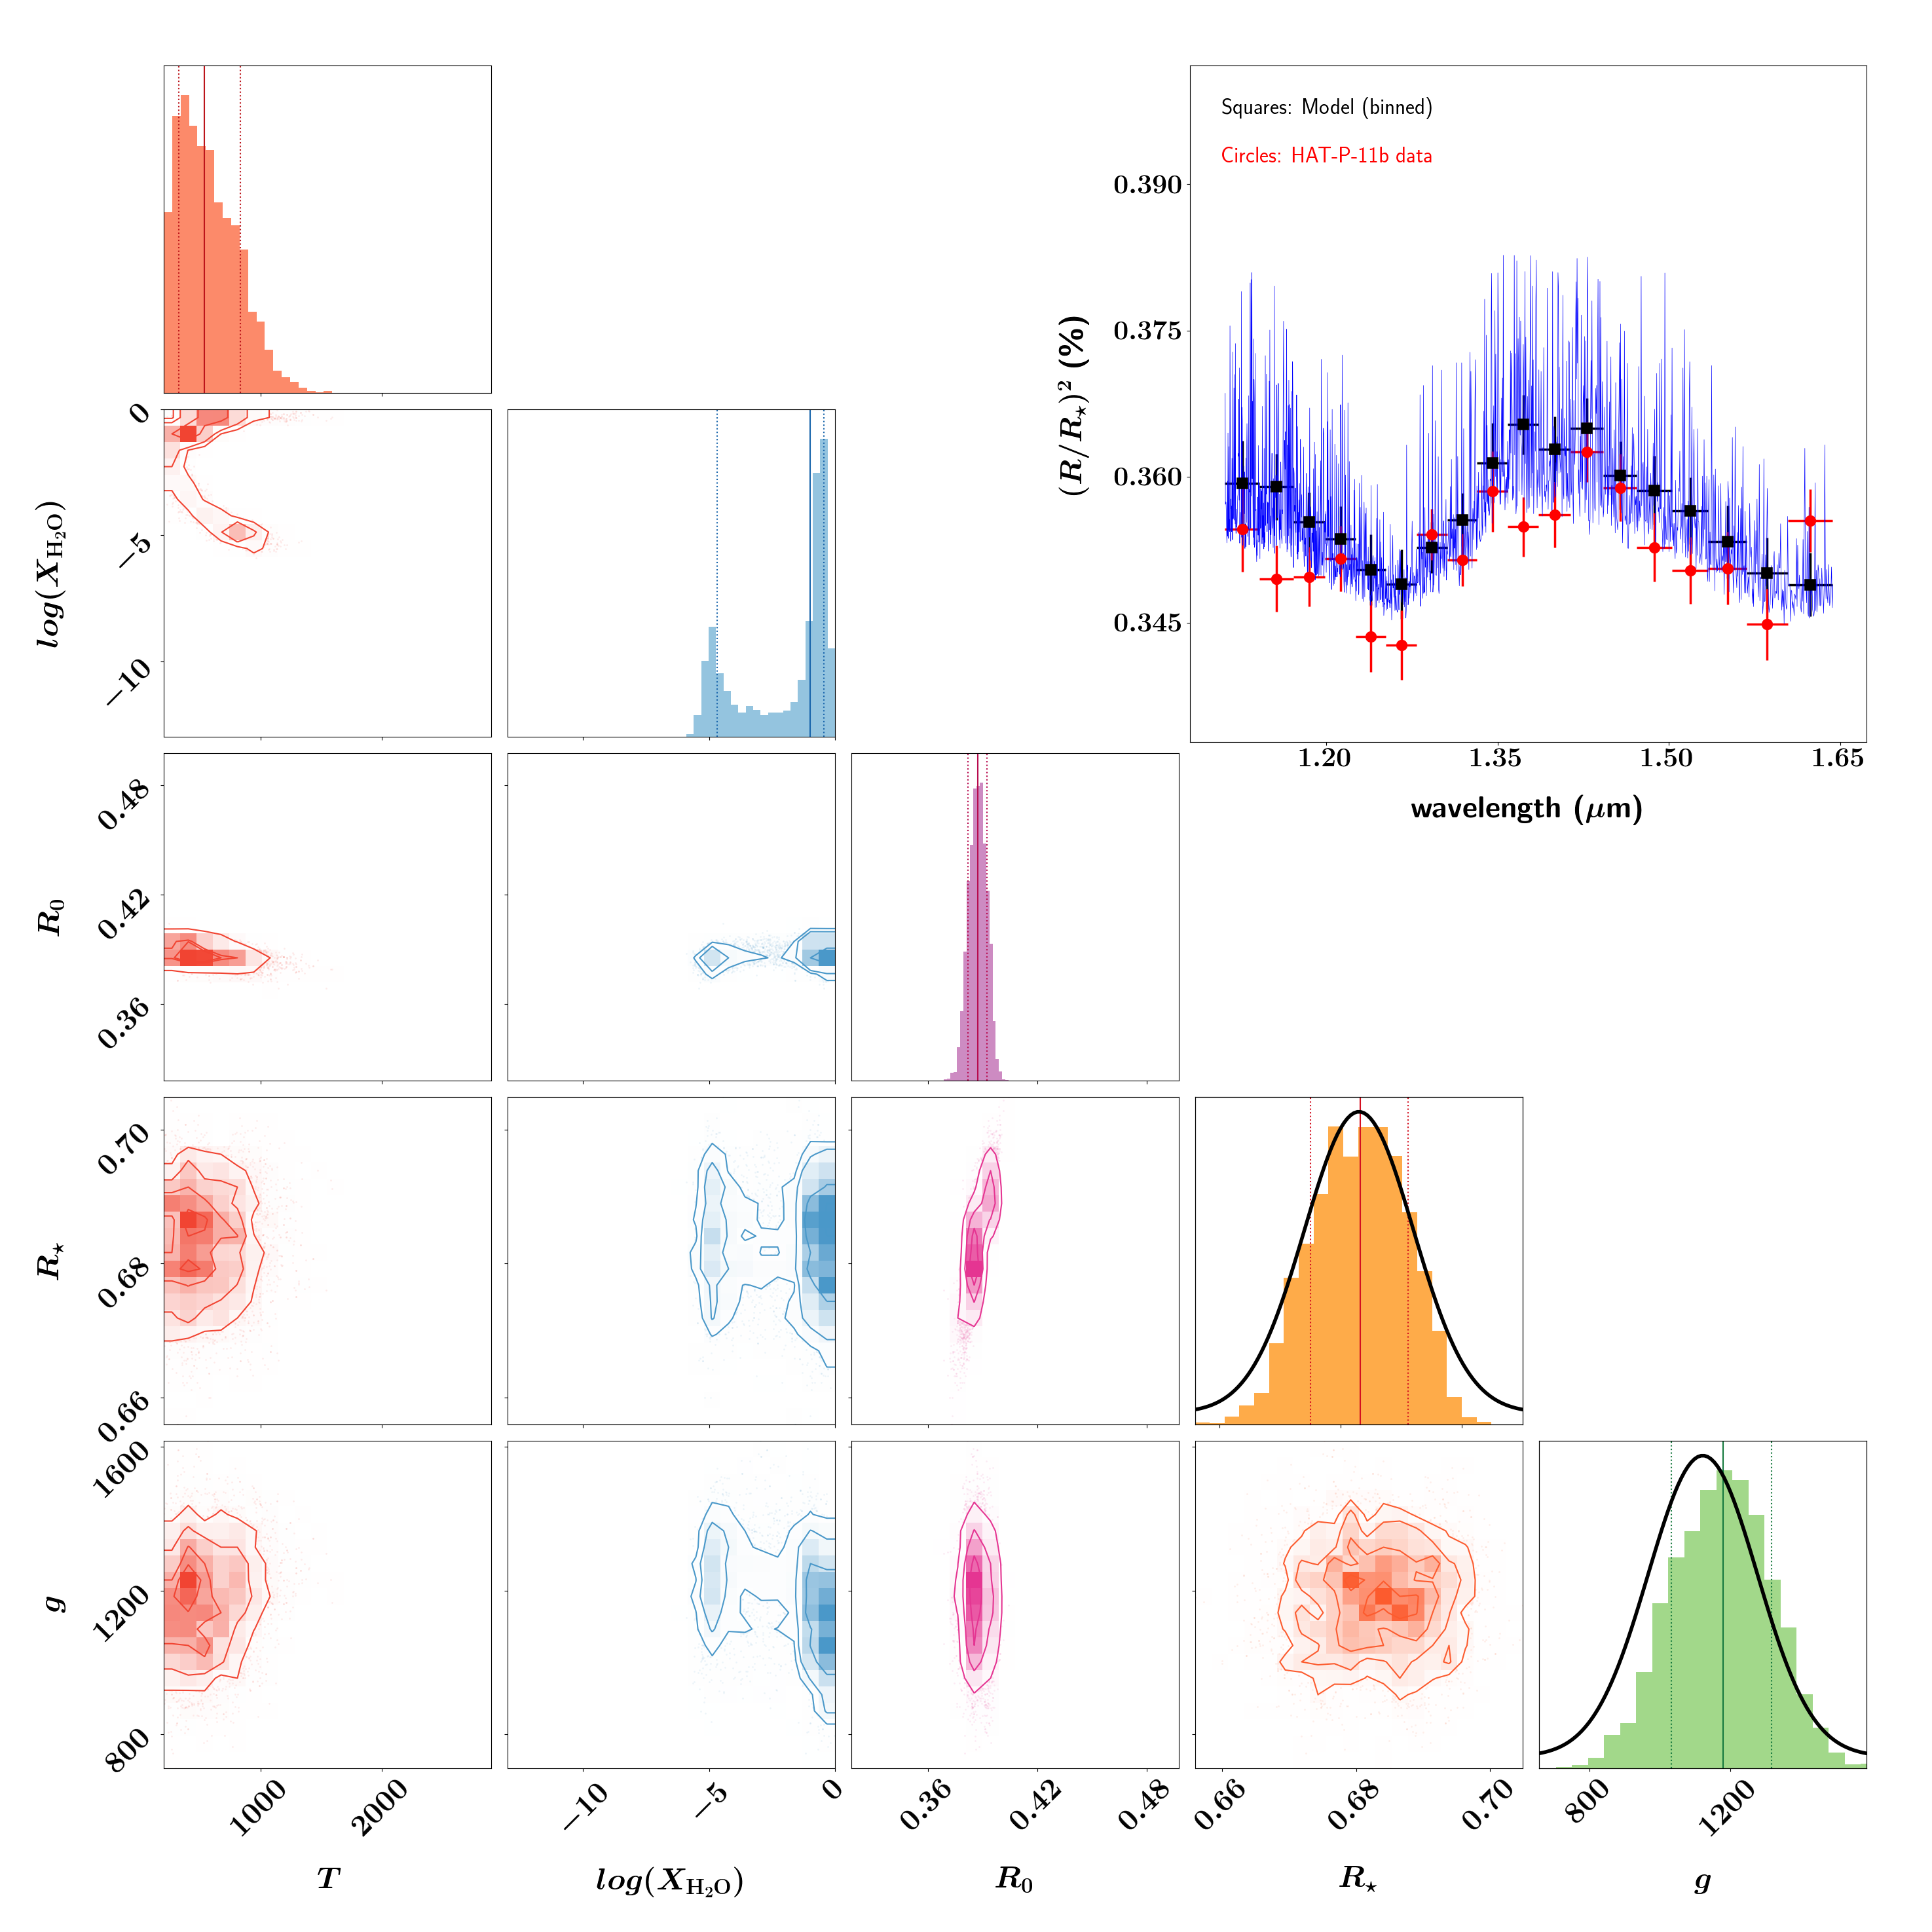 Squares: Model (binned)
Circles: HAT-P-11b data
(R/R⋆)² (%)
0.390
0.375
0.360
0.345
1.20 1.35 1.50 1.65
wavelength (μm)
log(X_H₂O)
0
−5
−10
R₀
0.48
0.42
0.36
R⋆
0.70
0.68
0.66
g
1600
1200
800
1000 2000 −10 −5 0 0.36 0.42 0.48 0.66 0.68 0.70 800 1200
T log(X_H₂O) R₀ R⋆ g